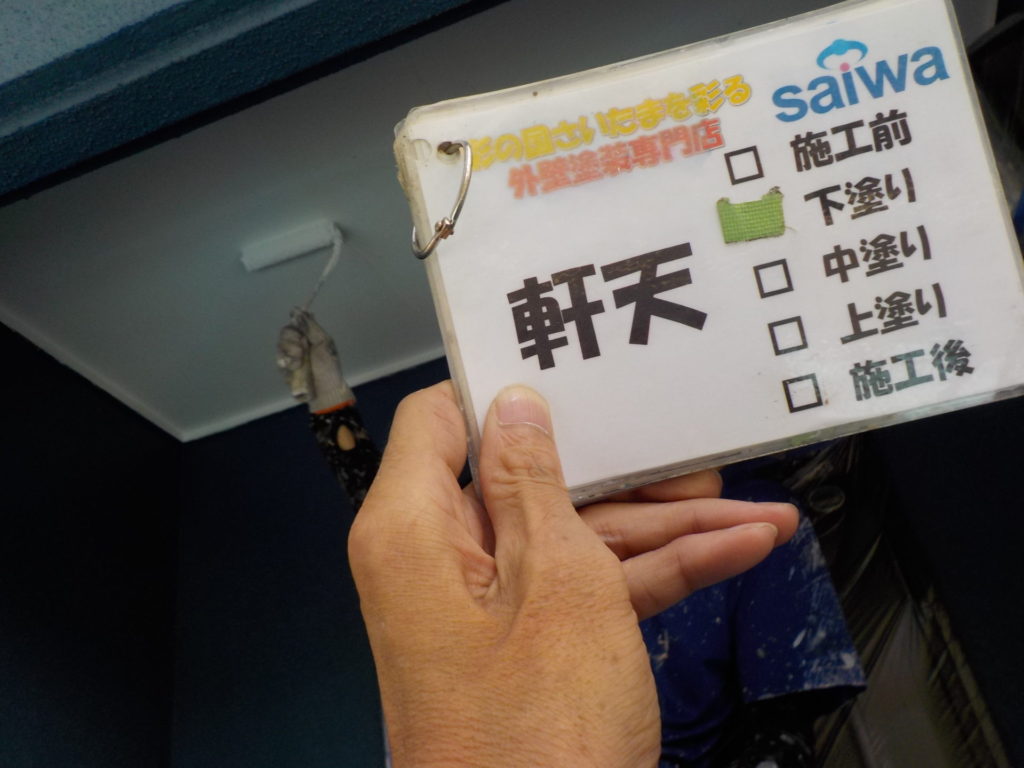 saiwa
彩の国さいたまを彩る
外壁塗装専門店
軒天
施工前
下塗り
中塗り
上塗り
施工後